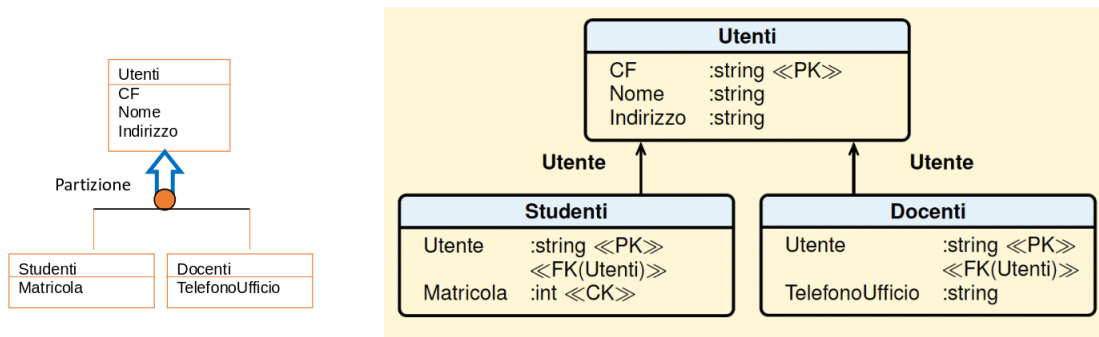 Utenti
CF
Nome
Indirizzo
Partizione
Studenti
Matricola
Docenti
TelefonoUfficio
Utenti
CF :string ≪PK≫
Nome :string
Indirizzo :string
Utente
Utente
Studenti
Utente :string ≪PK≫
≪FK(Utenti)≫
Matricola :int ≪CK≫
Docenti
Utente :string ≪PK≫
≪FK(Utenti)≫
TelefonoUfficio :string